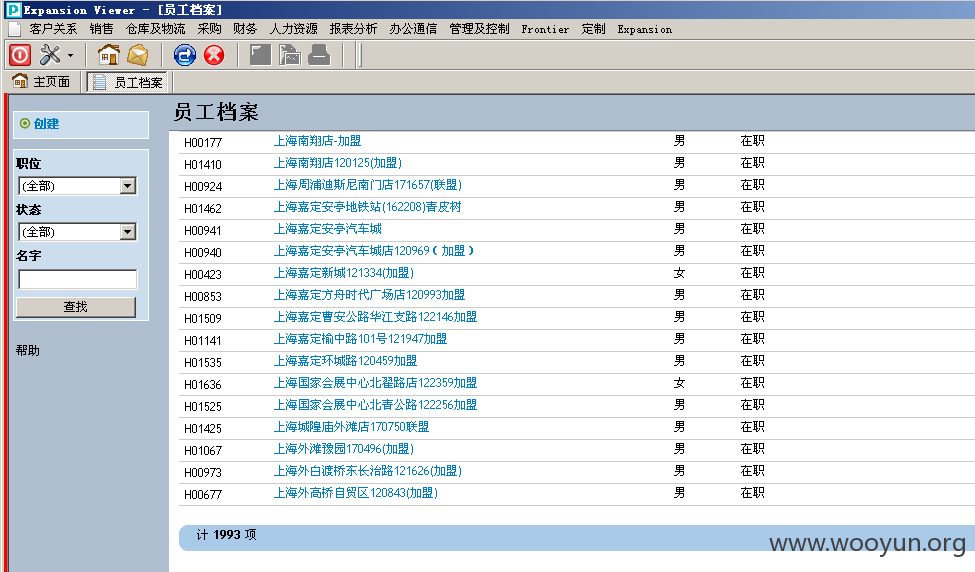 Expansion Viewer - [员工档案]
客户关系 销售 仓库及物流 采购 财务 人力资源 报表分析 办公通信 管理及控制 Frontier 定制 Expansion
主页面 员工档案
创建
职位
(全部)
状态
(全部)
名字
查找
帮助
员工档案
H00177 上海南翔店-加盟 男 在职
H01410 上海南翔店120125(加盟) 男 在职
H00924 上海周浦迪斯尼南门店171657(联盟) 男 在职
H01462 上海嘉定安亭地铁站(162208)青皮树 男 在职
H00941 上海嘉定安亭汽车城 男 在职
H00940 上海嘉定安亭汽车城店120969（加盟） 男 在职
H00423 上海嘉定新城121334(加盟) 女 在职
H00853 上海嘉定方舟时代广场店120993加盟 男 在职
H01509 上海嘉定曹安公路华江支路122146加盟 男 在职
H01141 上海嘉定榆中路101号121947加盟 男 在职
H01535 上海嘉定环城路120459加盟 男 在职
H01636 上海国家会展中心北翟路店122359加盟 女 在职
H01525 上海国家会展中心北青公路122256加盟 男 在职
H01425 上海城隍庙外滩店170750联盟 男 在职
H01067 上海外滩豫园170496(加盟) 男 在职
H00973 上海外白渡桥东长治路121626(加盟) 男 在职
H00677 上海外高桥自贸区120843(加盟) 男 在职
计 1993 项
www.wooyun.org